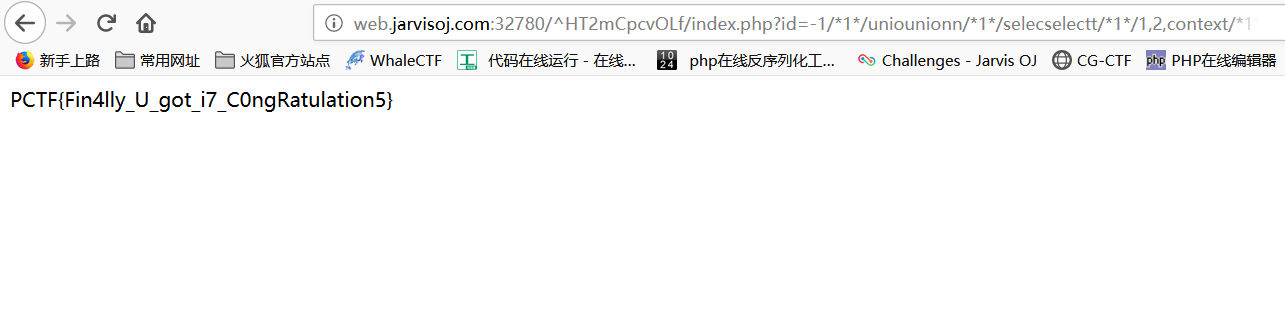 web.jarvisoj.com:32780/^HT2mCpcvOLf/index.php?id=-1/*1*/uniounionn/*1*/selecselectt/*1*/1,2,context/*1*
新手上路 常用网址 火狐官方站点 WhaleCTF 工 代码在线运行 - 在线... 10 24 php在线反序列化工... Challenges - Jarvis OJ CG-CTF php PHP在线编辑器
PCTF{Fin4lly_U_got_i7_C0ngRatulation5}